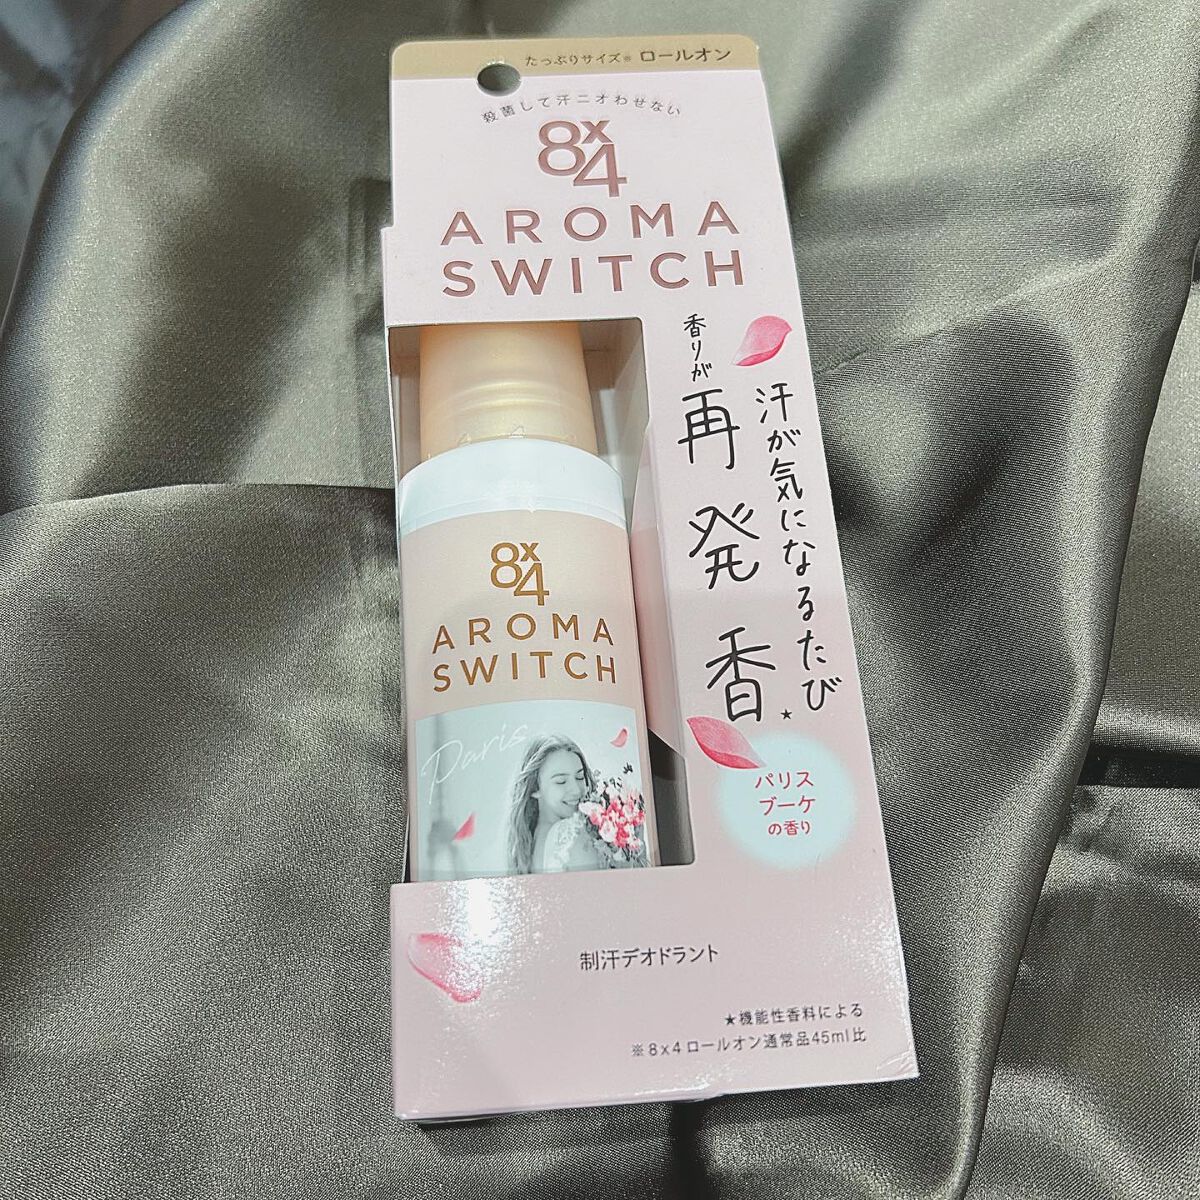 たっぷりサイズ※ ロールオン
殺菌して汗ニオわせない
8x4
AROMA
SWITCH
汗が気になるたび
香りが
再発香★
パリス
ブーケ
の香り
8x4
AROMA
SWITCH
Paris
制汗デオドラント
★機能性香料による
※8x4 ロールオン通常品45ml比